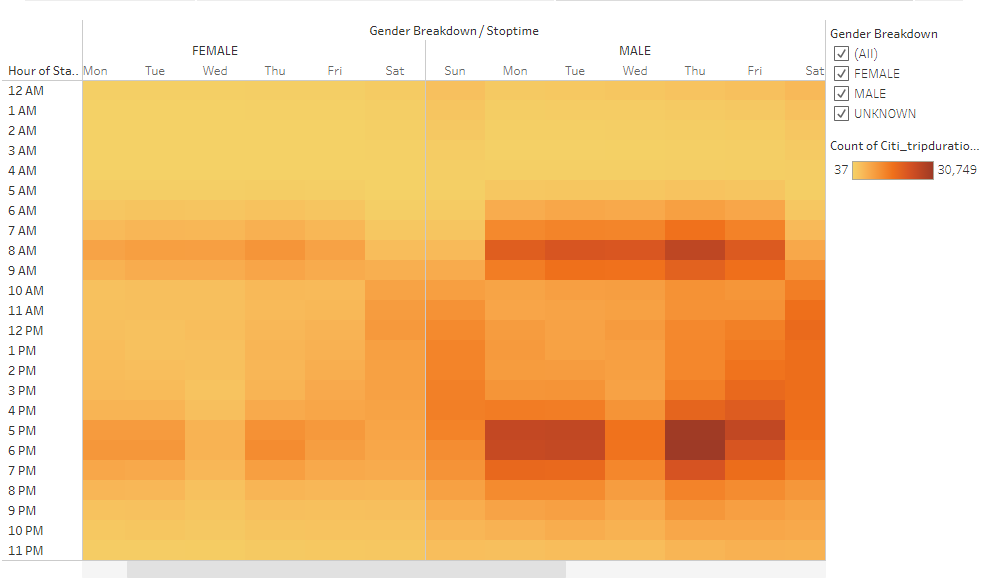 Gender Breakdown / Stoptime
FEMALE MALE
Hour of Sta.. Mon Tue Wed Thu Fri Sat Sun Mon Tue Wed Thu Fri Sat
12 AM
1 AM
2 AM
3 AM
4 AM
5 AM
6 AM
7 AM
8 AM
9 AM
10 AM
11 AM
12 PM
1 PM
2 PM
3 PM
4 PM
5 PM
6 PM
7 PM
8 PM
9 PM
10 PM
11 PM
Gender Breakdown
(All)
FEMALE
MALE
UNKNOWN
Count of Citi_tripduratio...
37 30,749